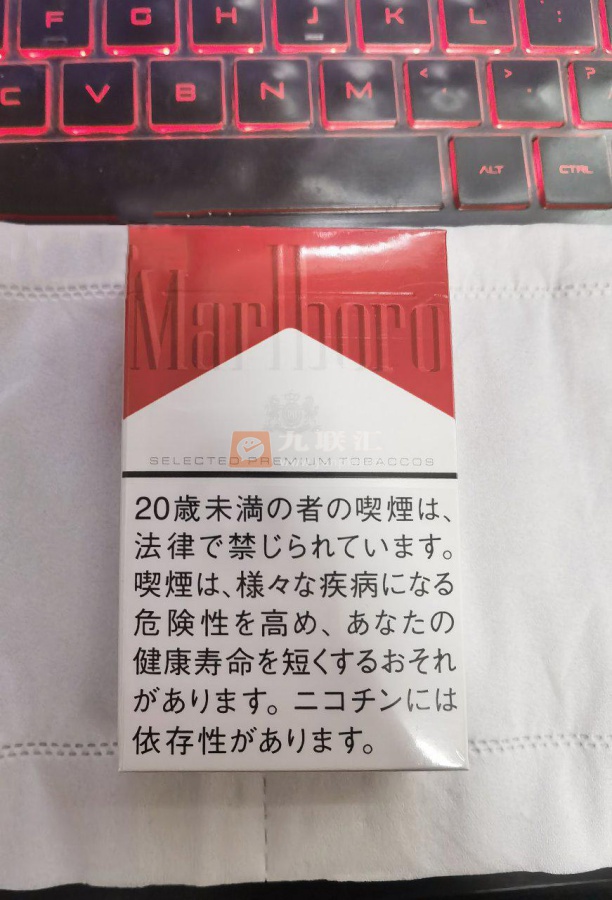 F G H J K L : ;
C V B N M < , > . ?
ALT CTRL
Marlboro
九联汇
SELECTED PREMIUM TOBACCOS
20歳未満の者の喫煙は、
法律で禁じられています。
喫煙は、様々な疾病になる
危険性を高め、あなたの
健康寿命を短くするおそれ
があります。ニコチンには
依存性があります。